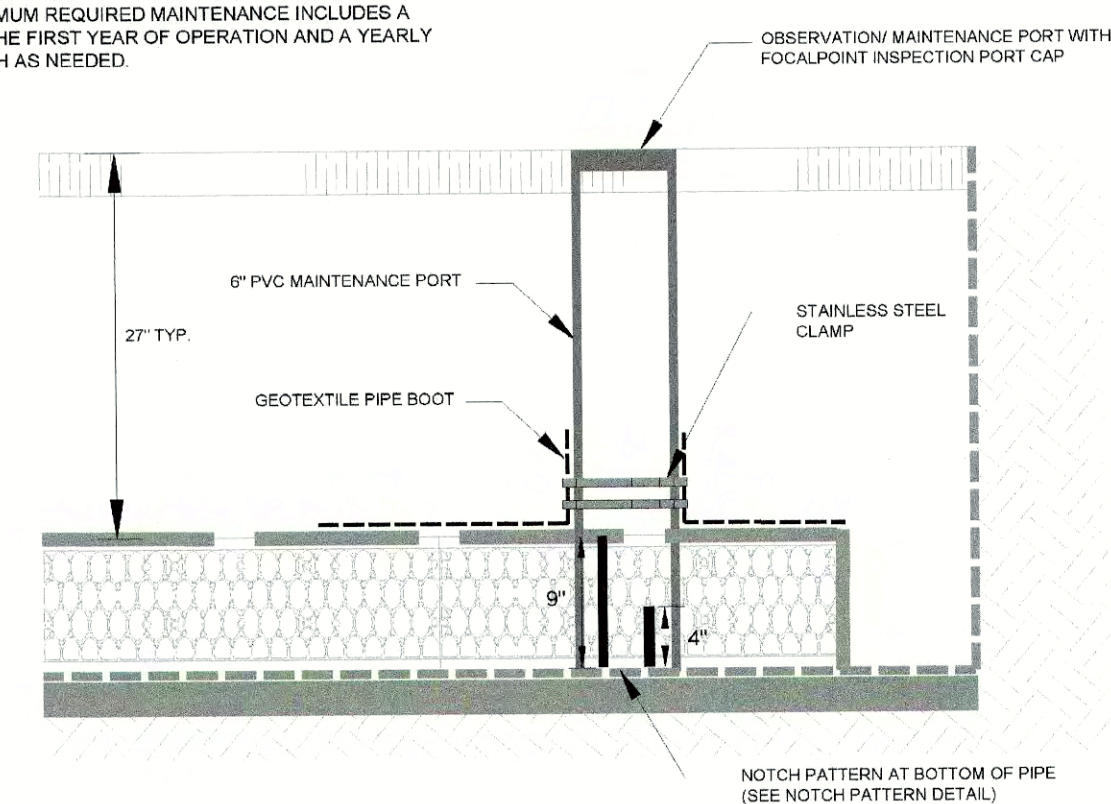 MUM REQUIRED MAINTENANCE INCLUDES A
HE FIRST YEAR OF OPERATION AND A YEARLY
H AS NEEDED.
OBSERVATION/ MAINTENANCE PORT WITH
FOCALPOINT INSPECTION PORT CAP
6" PVC MAINTENANCE PORT
STAINLESS STEEL
CLAMP
27" TYP.
GEOTEXTILE PIPE BOOT
9"
4"
NOTCH PATTERN AT BOTTOM OF PIPE
(SEE NOTCH PATTERN DETAIL)